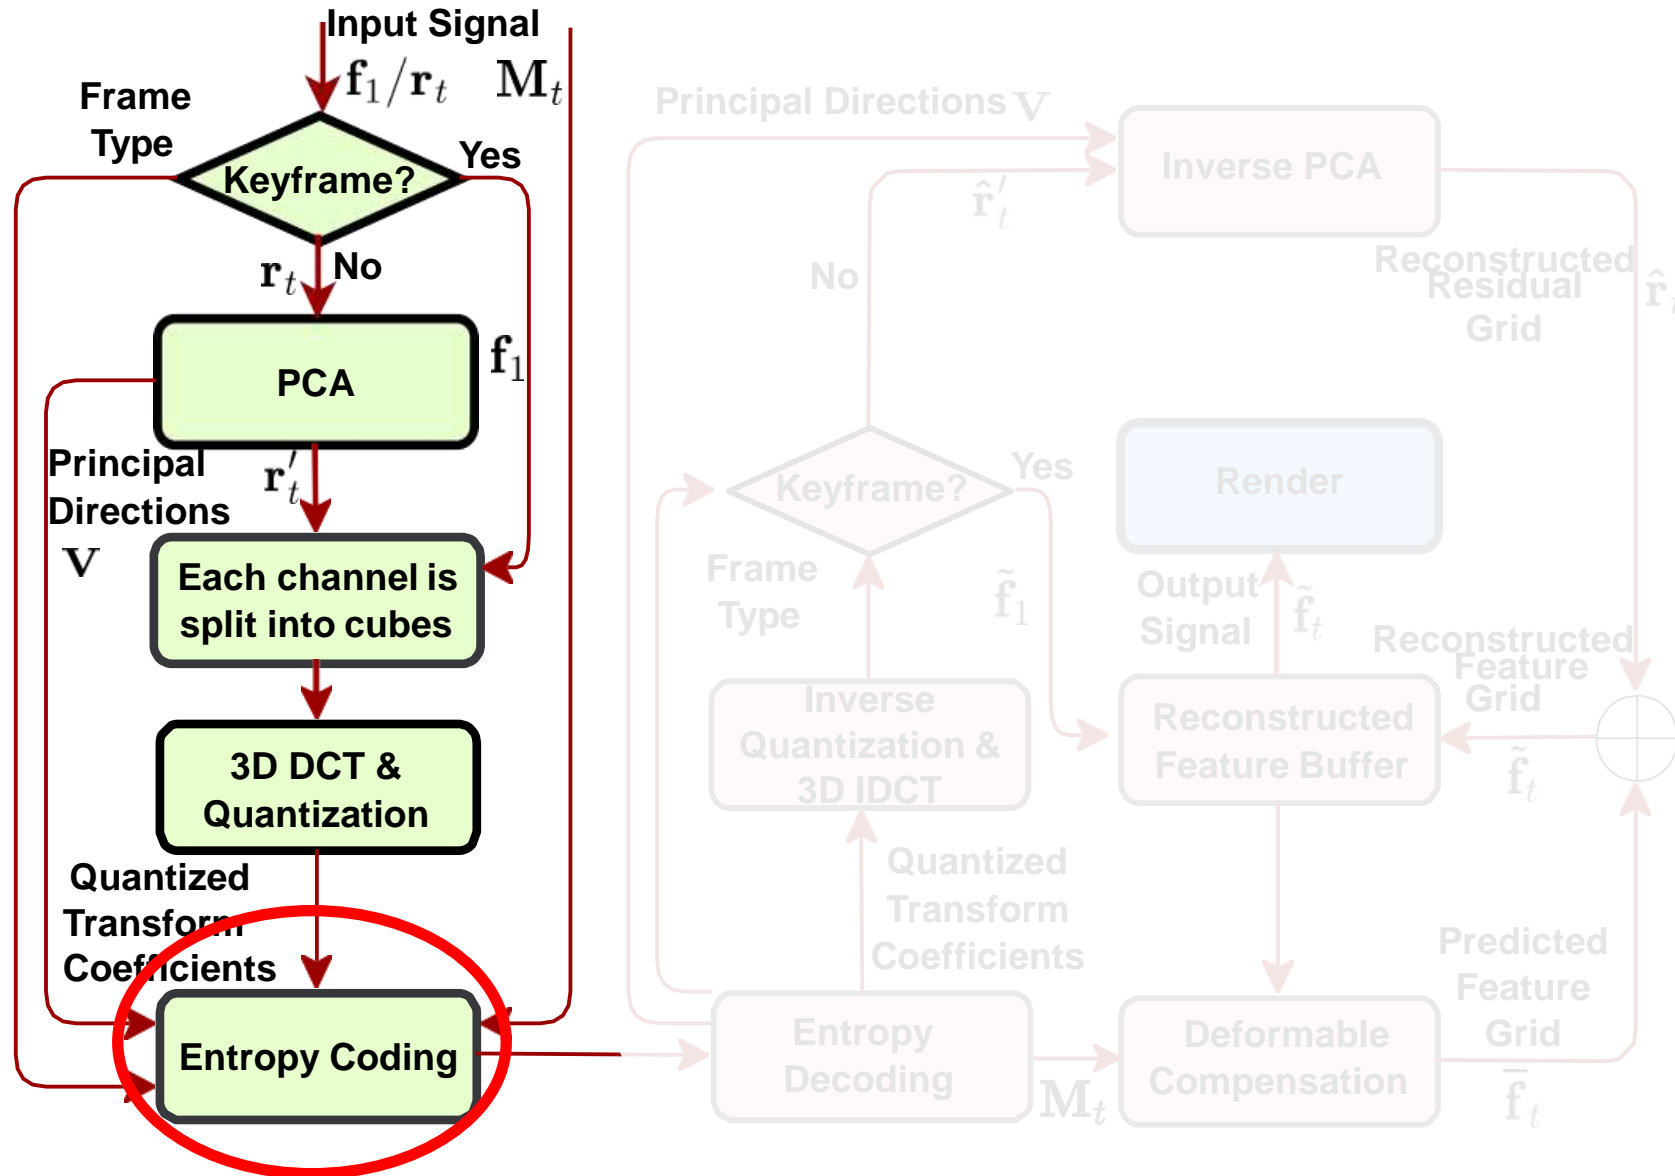 Input Signal
f₁/rₜ
Mₜ
Frame
Type
Keyframe?
Yes
No
rₜ
PCA
f₁
Principal
Directions
V
r′ₜ
Each channel is
split into cubes
3D DCT &
Quantization
Quantized
Transform
Coefficients
Entropy Coding
Principal Directions V
Inverse PCA
r̂′ₜ
No
Reconstructed
Residual
Grid
r̂ₜ
Keyframe?
Yes
Render
Frame
Type
f̃₁
Output
Signal
f̃ₜ
Reconstructed
Feature
Grid
f̃ₜ
Inverse
Quantization &
3D IDCT
Reconstructed
Feature Buffer
Quantized
Transform
Coefficients
Predicted
Feature
Grid
f̄ₜ
Entropy
Decoding
Mₜ
Deformable
Compensation